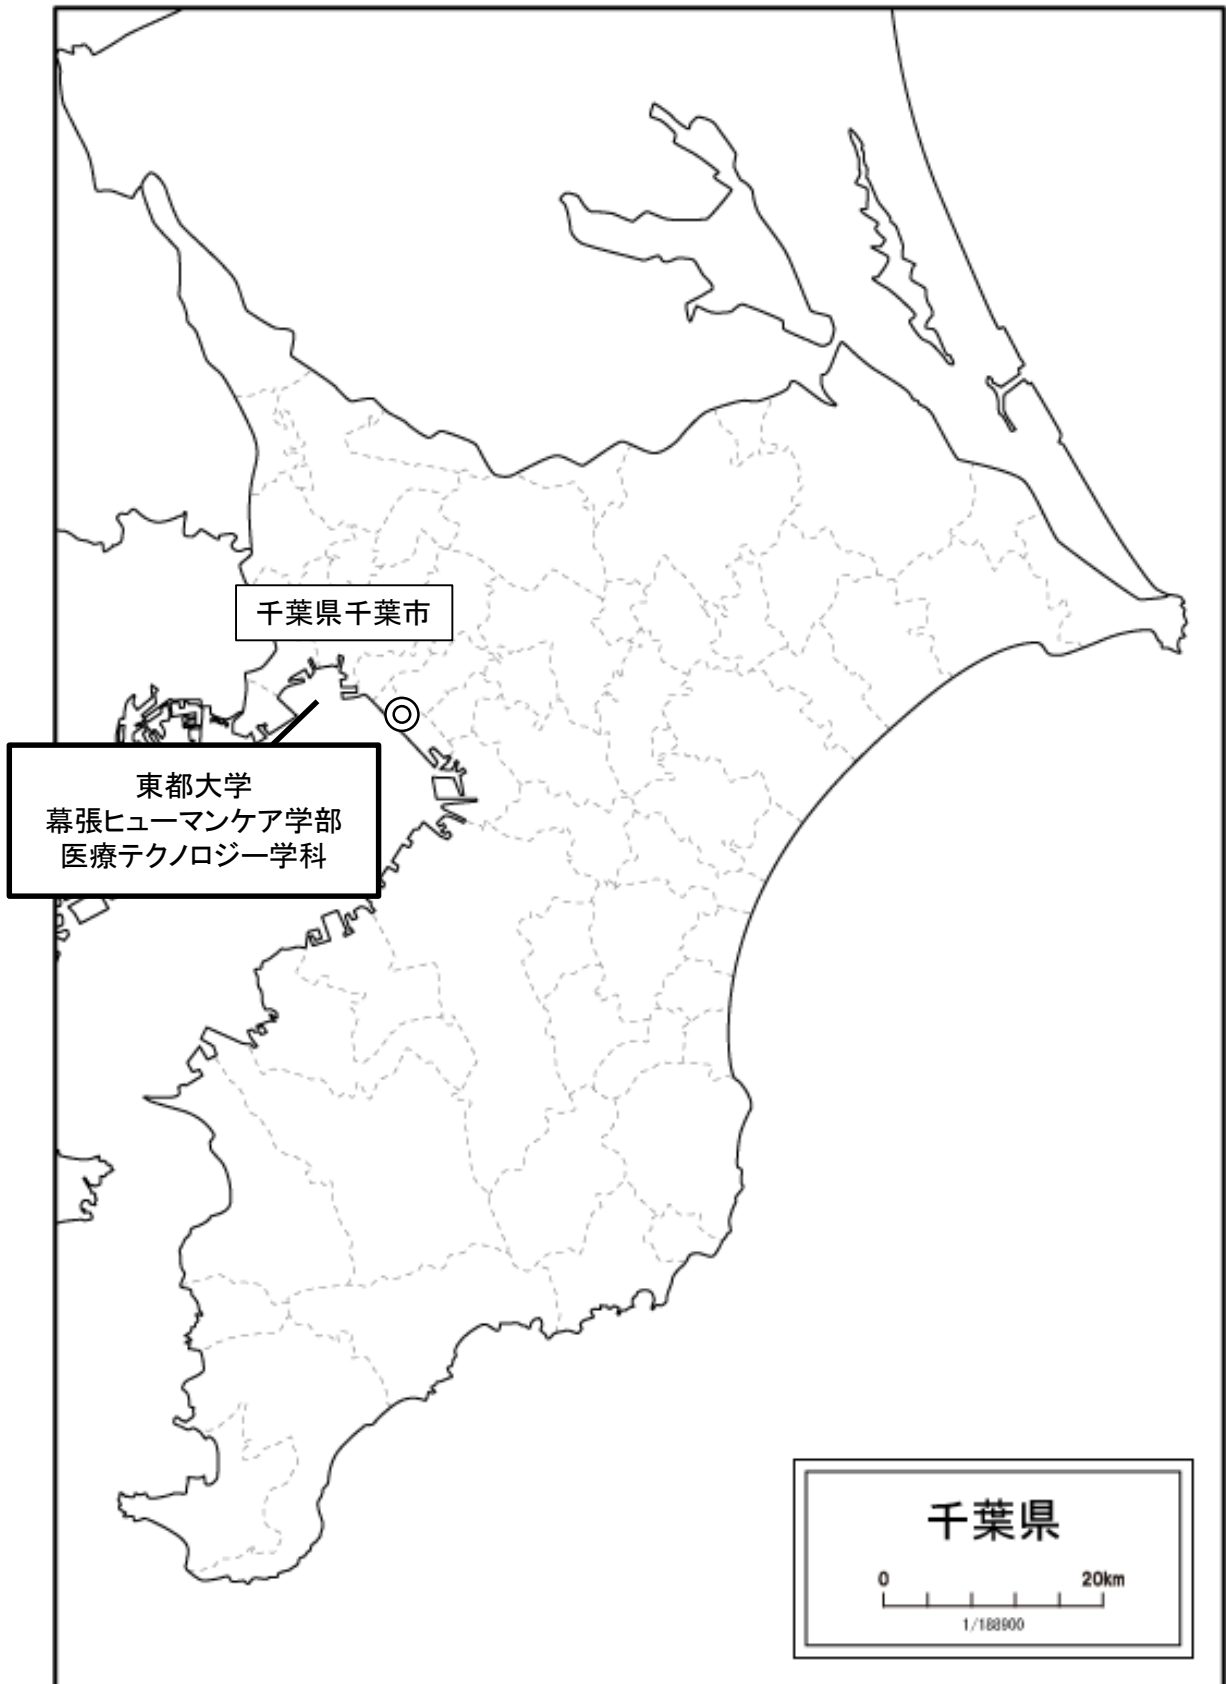 千葉県千葉市
東都大学
幕張ヒューマンケア学部
医療テクノロジー学科
千葉県
0 20km
1/188900